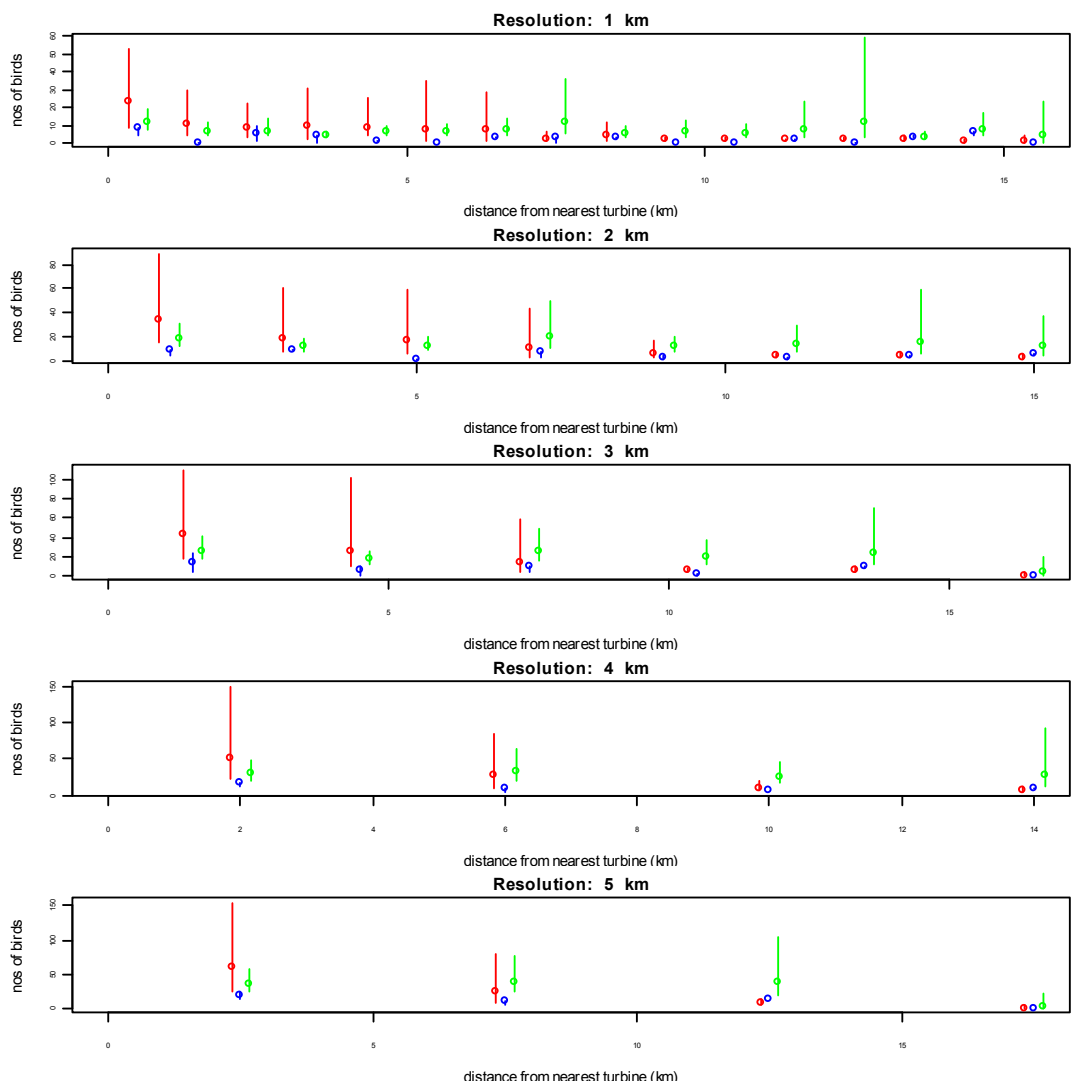 Resolution: 1 km
nos of birds
0 10 20 30 40 50 60
0 5 10 15
distance from nearest turbine (km)
Resolution: 2 km
nos of birds
0 20 40 60 80
0 5 10 15
distance from nearest turbine (km)
Resolution: 3 km
nos of birds
0 20 40 60 80 100
0 5 10 15
distance from nearest turbine (km)
Resolution: 4 km
nos of birds
0 50 100 150
0 2 4 6 8 10 12 14
distance from nearest turbine (km)
Resolution: 5 km
nos of birds
0 50 100 150
0 5 10 15
distance from nearest turbine (km)